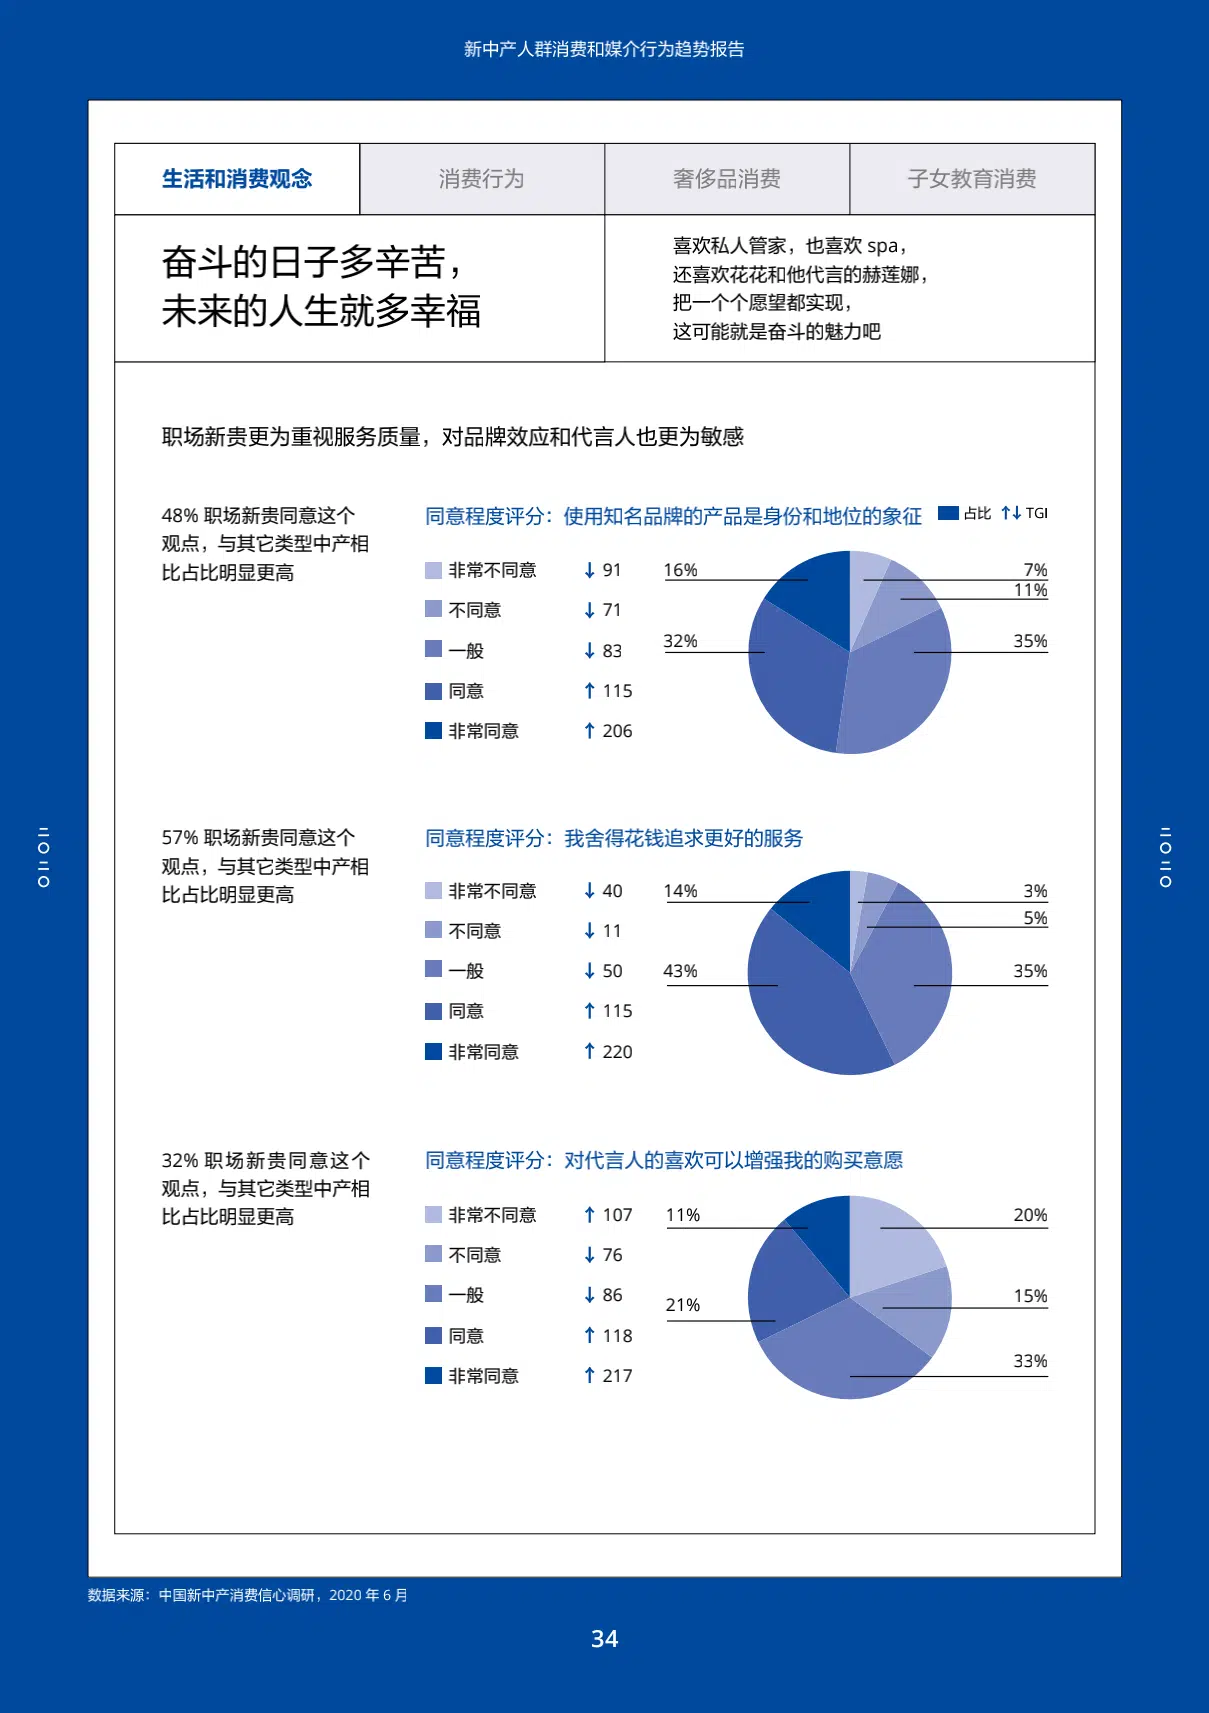 新中产人群消费和媒介行为趋势报告
生活和消费观念
消费行为
奢侈品消费
子女教育消费
奋斗的日子多辛苦，
未来的人生就多幸福
喜欢私人管家，也喜欢 spa，
还喜欢花花和他代言的赫莲娜，
把一个个愿望都实现，
这可能就是奋斗的魅力吧
职场新贵更为重视服务质量，对品牌效应和代言人也更为敏感
48% 职场新贵同意这个
观点，与其它类型中产相
比占比明显更高
同意程度评分：使用知名品牌的产品是身份和地位的象征
占比 ↑↓ TGI
非常不同意 ↓ 91
不同意 ↓ 71
一般 ↓ 83
同意 ↑ 115
非常同意 ↑ 206
16%
32%
7%
11%
35%
57% 职场新贵同意这个
观点，与其它类型中产相
比占比明显更高
同意程度评分：我舍得花钱追求更好的服务
非常不同意 ↓ 40
不同意 ↓ 11
一般 ↓ 50
同意 ↑ 115
非常同意 ↑ 220
14%
43%
3%
5%
35%
32% 职场新贵同意这个
观点，与其它类型中产相
比占比明显更高
同意程度评分：对代言人的喜欢可以增强我的购买意愿
非常不同意 ↑ 107
不同意 ↓ 76
一般 ↓ 86
同意 ↑ 118
非常同意 ↑ 217
11%
21%
20%
15%
33%
二〇二〇
二〇二〇
数据来源：中国新中产消费信心调研，2020 年 6 月
34